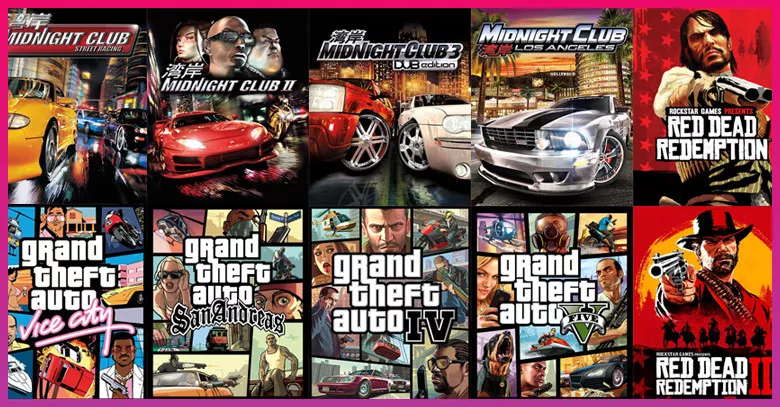 湾岸
MIDNIGHT CLUB
STREET RACING
湾岸
MIDNIGHT CLUB II
湾岸
MIDNIGHT CLUB 3
DUB edition
MIDNIGHT CLUB
湾岸 LOS ANGELES
HOLLYWOOD
ROCKSTAR GAMES PRESENTS
RED DEAD
REDEMPTION
grand
theft
auto
Vice City
grand
theft
auto
San Andreas
grand
theft
auto IV
grand
theft
auto V
FIVE
ROCKSTAR GAMES PRESENTS
RED DEAD
REDEMPTION II